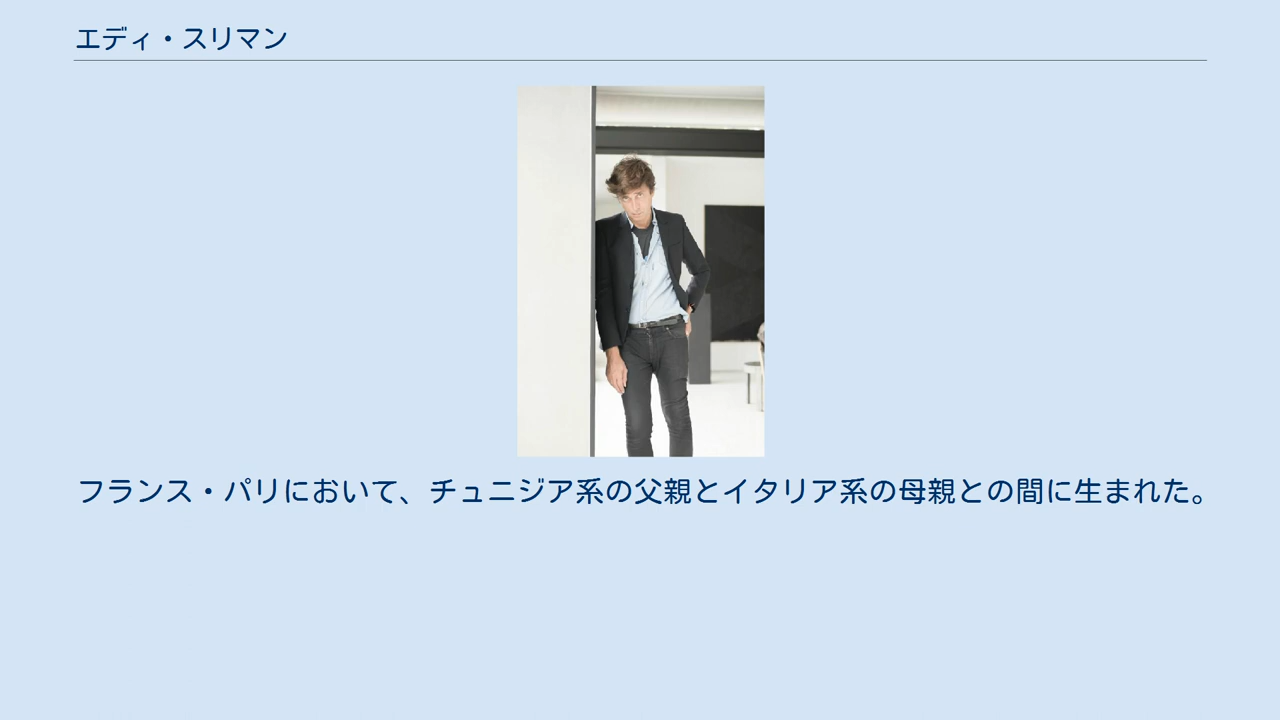 エディ・スリマン
フランス・パリにおいて、チュニジア系の父親とイタリア系の母親との間に生まれた。